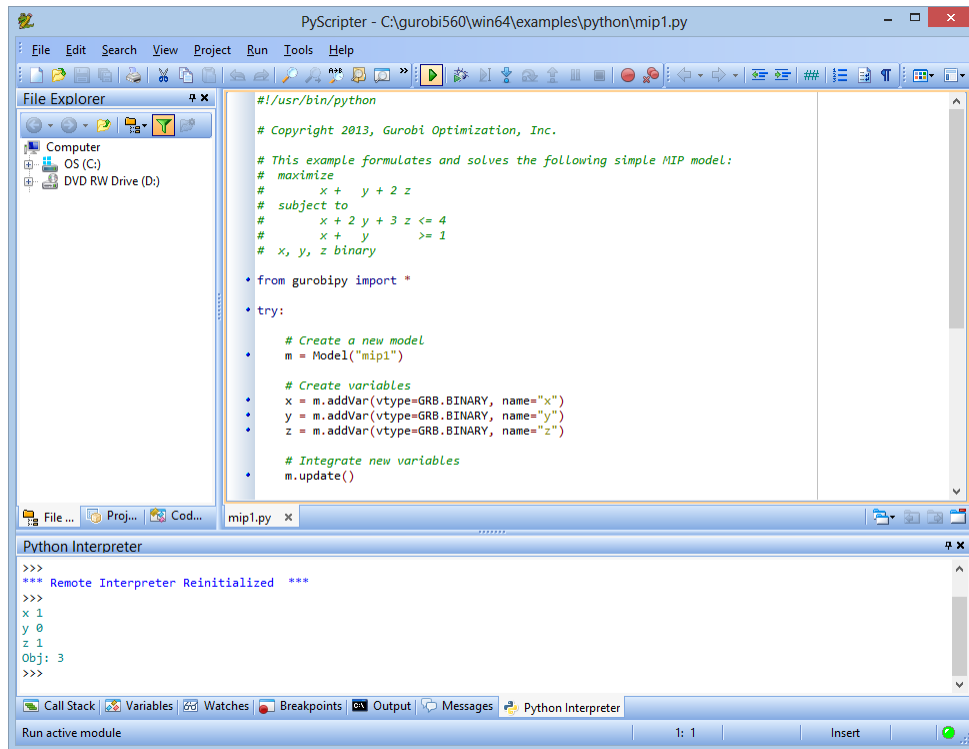 PyScripter - C:\gurobi560\win64\examples\python\mip1.py
File Edit Search View Project Run Tools Help
File Explorer
Computer
OS (C:)
DVD RW Drive (D:)
#!/usr/bin/python
# Copyright 2013, Gurobi Optimization, Inc.
# This example formulates and solves the following simple MIP model:
#  maximize
#        x +   y + 2 z
#  subject to
#        x + 2 y + 3 z <= 4
#        x +   y       >= 1
#  x, y, z binary
from gurobipy import *
try:
    # Create a new model
    m = Model("mip1")
    # Create variables
    x = m.addVar(vtype=GRB.BINARY, name="x")
    y = m.addVar(vtype=GRB.BINARY, name="y")
    z = m.addVar(vtype=GRB.BINARY, name="z")
    # Integrate new variables
    m.update()
File ... Proj... Cod...
mip1.py
Python Interpreter
>>>
*** Remote Interpreter Reinitialized  ***
>>>
x 1
y 0
z 1
Obj: 3
>>>
Call Stack Variables Watches Breakpoints Output Messages Python Interpreter
Run active module 1: 1 Insert